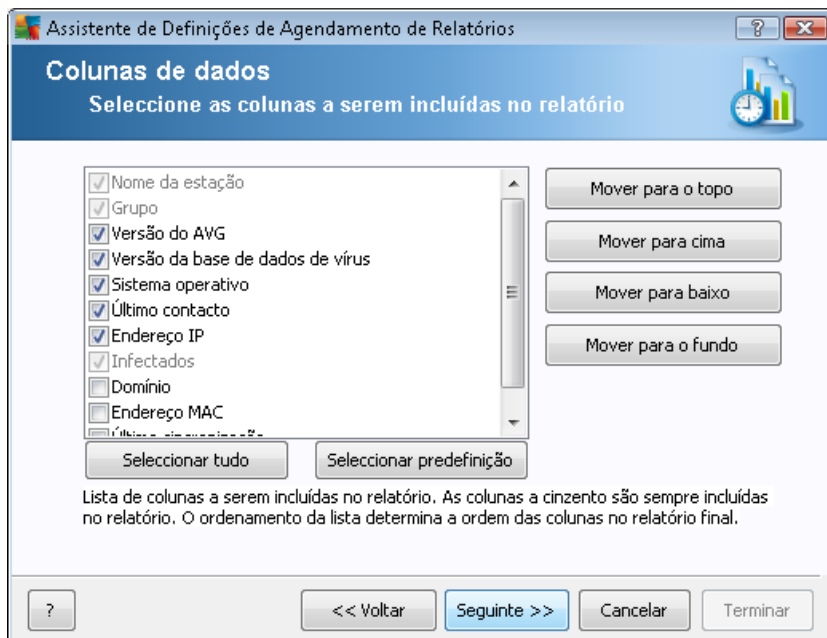 Assistente de Definições de Agendamento de Relatórios
?
Colunas de dados
Seleccione as colunas a serem incluídas no relatório
Nome da estação
Grupo
Versão do AVG
Versão da base de dados de vírus
Sistema operativo
Último contacto
Endereço IP
Infectados
Domínio
Endereço MAC
Mover para o topo
Mover para cima
Mover para baixo
Mover para o fundo
Seleccionar tudo
Seleccionar predefinição
Lista de colunas a serem incluídas no relatório. As colunas a cinzento são sempre incluídas
no relatório. O ordenamento da lista determina a ordem das colunas no relatório final.
?
<< Voltar
Seguinte >>
Cancelar
Terminar